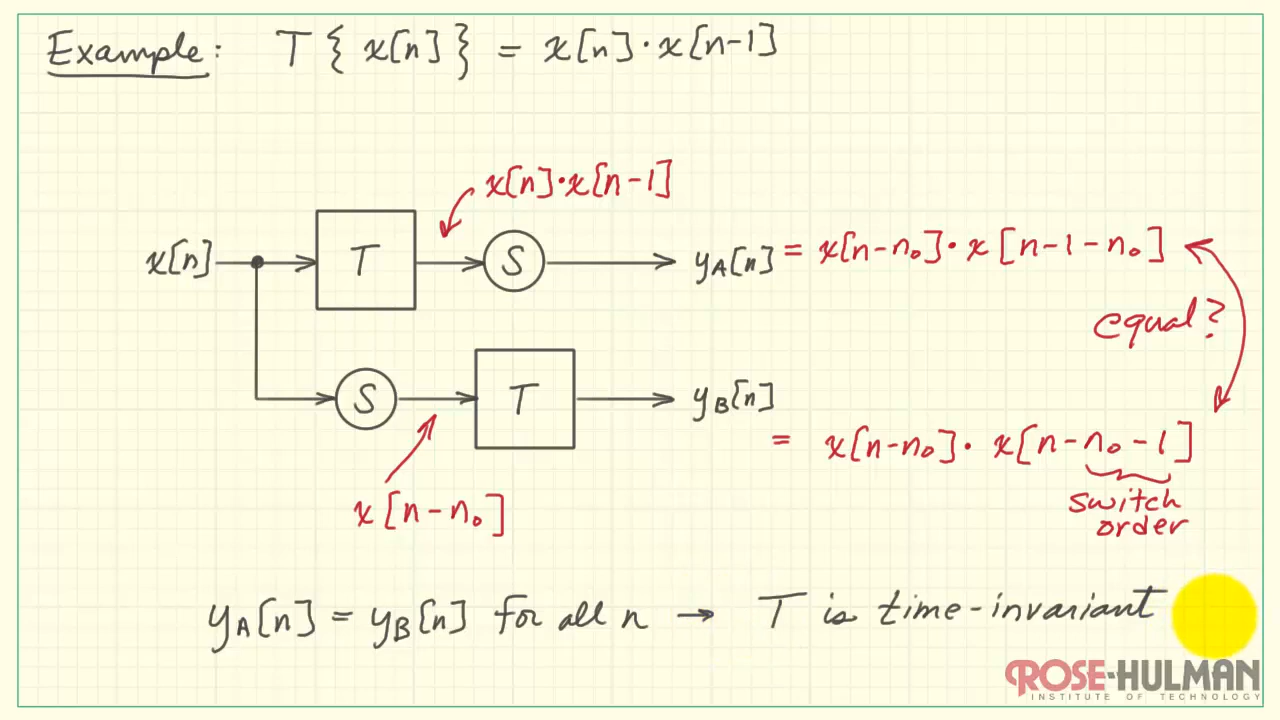 Example: T { x[n] } = x[n]·x[n-1]
x[n]·x[n-1]
x[n] T S yA[n] = x[n-n₀]·x[n-1-n₀]
equal?
S T yB[n]
= x[n-n₀]· x[n-n₀-1]
x[n-n₀]
switch
order
yA[n] = yB[n] for all n → T is time-invariant
ROSE-HULMAN
INSTITUTE OF TECHNOLOGY